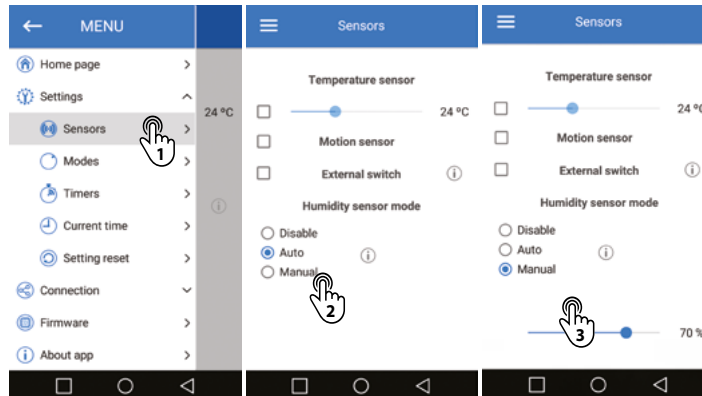 MENU
Home page
Settings
Sensors
Modes
Timers
Current time
Setting reset
Connection
Firmware
About app
24 ºC
1
Sensors
Temperature sensor
24 ºC
Motion sensor
External switch
Humidity sensor mode
Disable
Auto
Manual
2
Sensors
Temperature sensor
24 º
Motion sensor
External switch
Humidity sensor mode
Disable
Auto
Manual
3
70 %